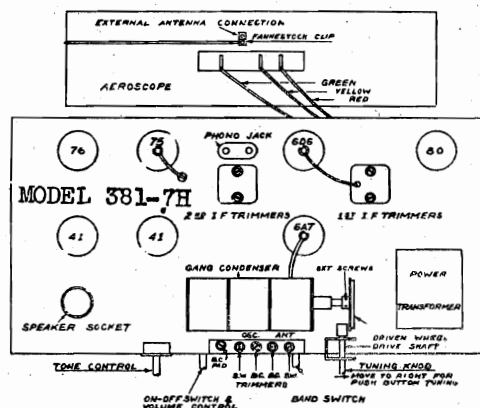 EXTERNAL ANTENNA CONNECTION
FAHNESTOCK CLIP
GREEN
YELLOW
RED
AEROSCOPE
76
75
PHONO JACK
6D6
80
MODEL 381-7H
2ND I F TRIMMERS
1ST I F TRIMMERS
41
41
6A7
GANG CONDENSER
SET SCREWS
POWER
TRANSFORMER
SPEAKER SOCKET
OSC.
ANT
B.C.
PAD
S.W.
B.C.
B.C.
S.W.
TRIMMERS
DRIVEN WHEEL
DRIVE SHAFT
TONE CONTROL
TUNING KNOB
MOVE TO RIGHT FOR
PUSH BUTTON TUNING
ON-OFF SWITCH &
VOLUME CONTROL
BAND SWITCH